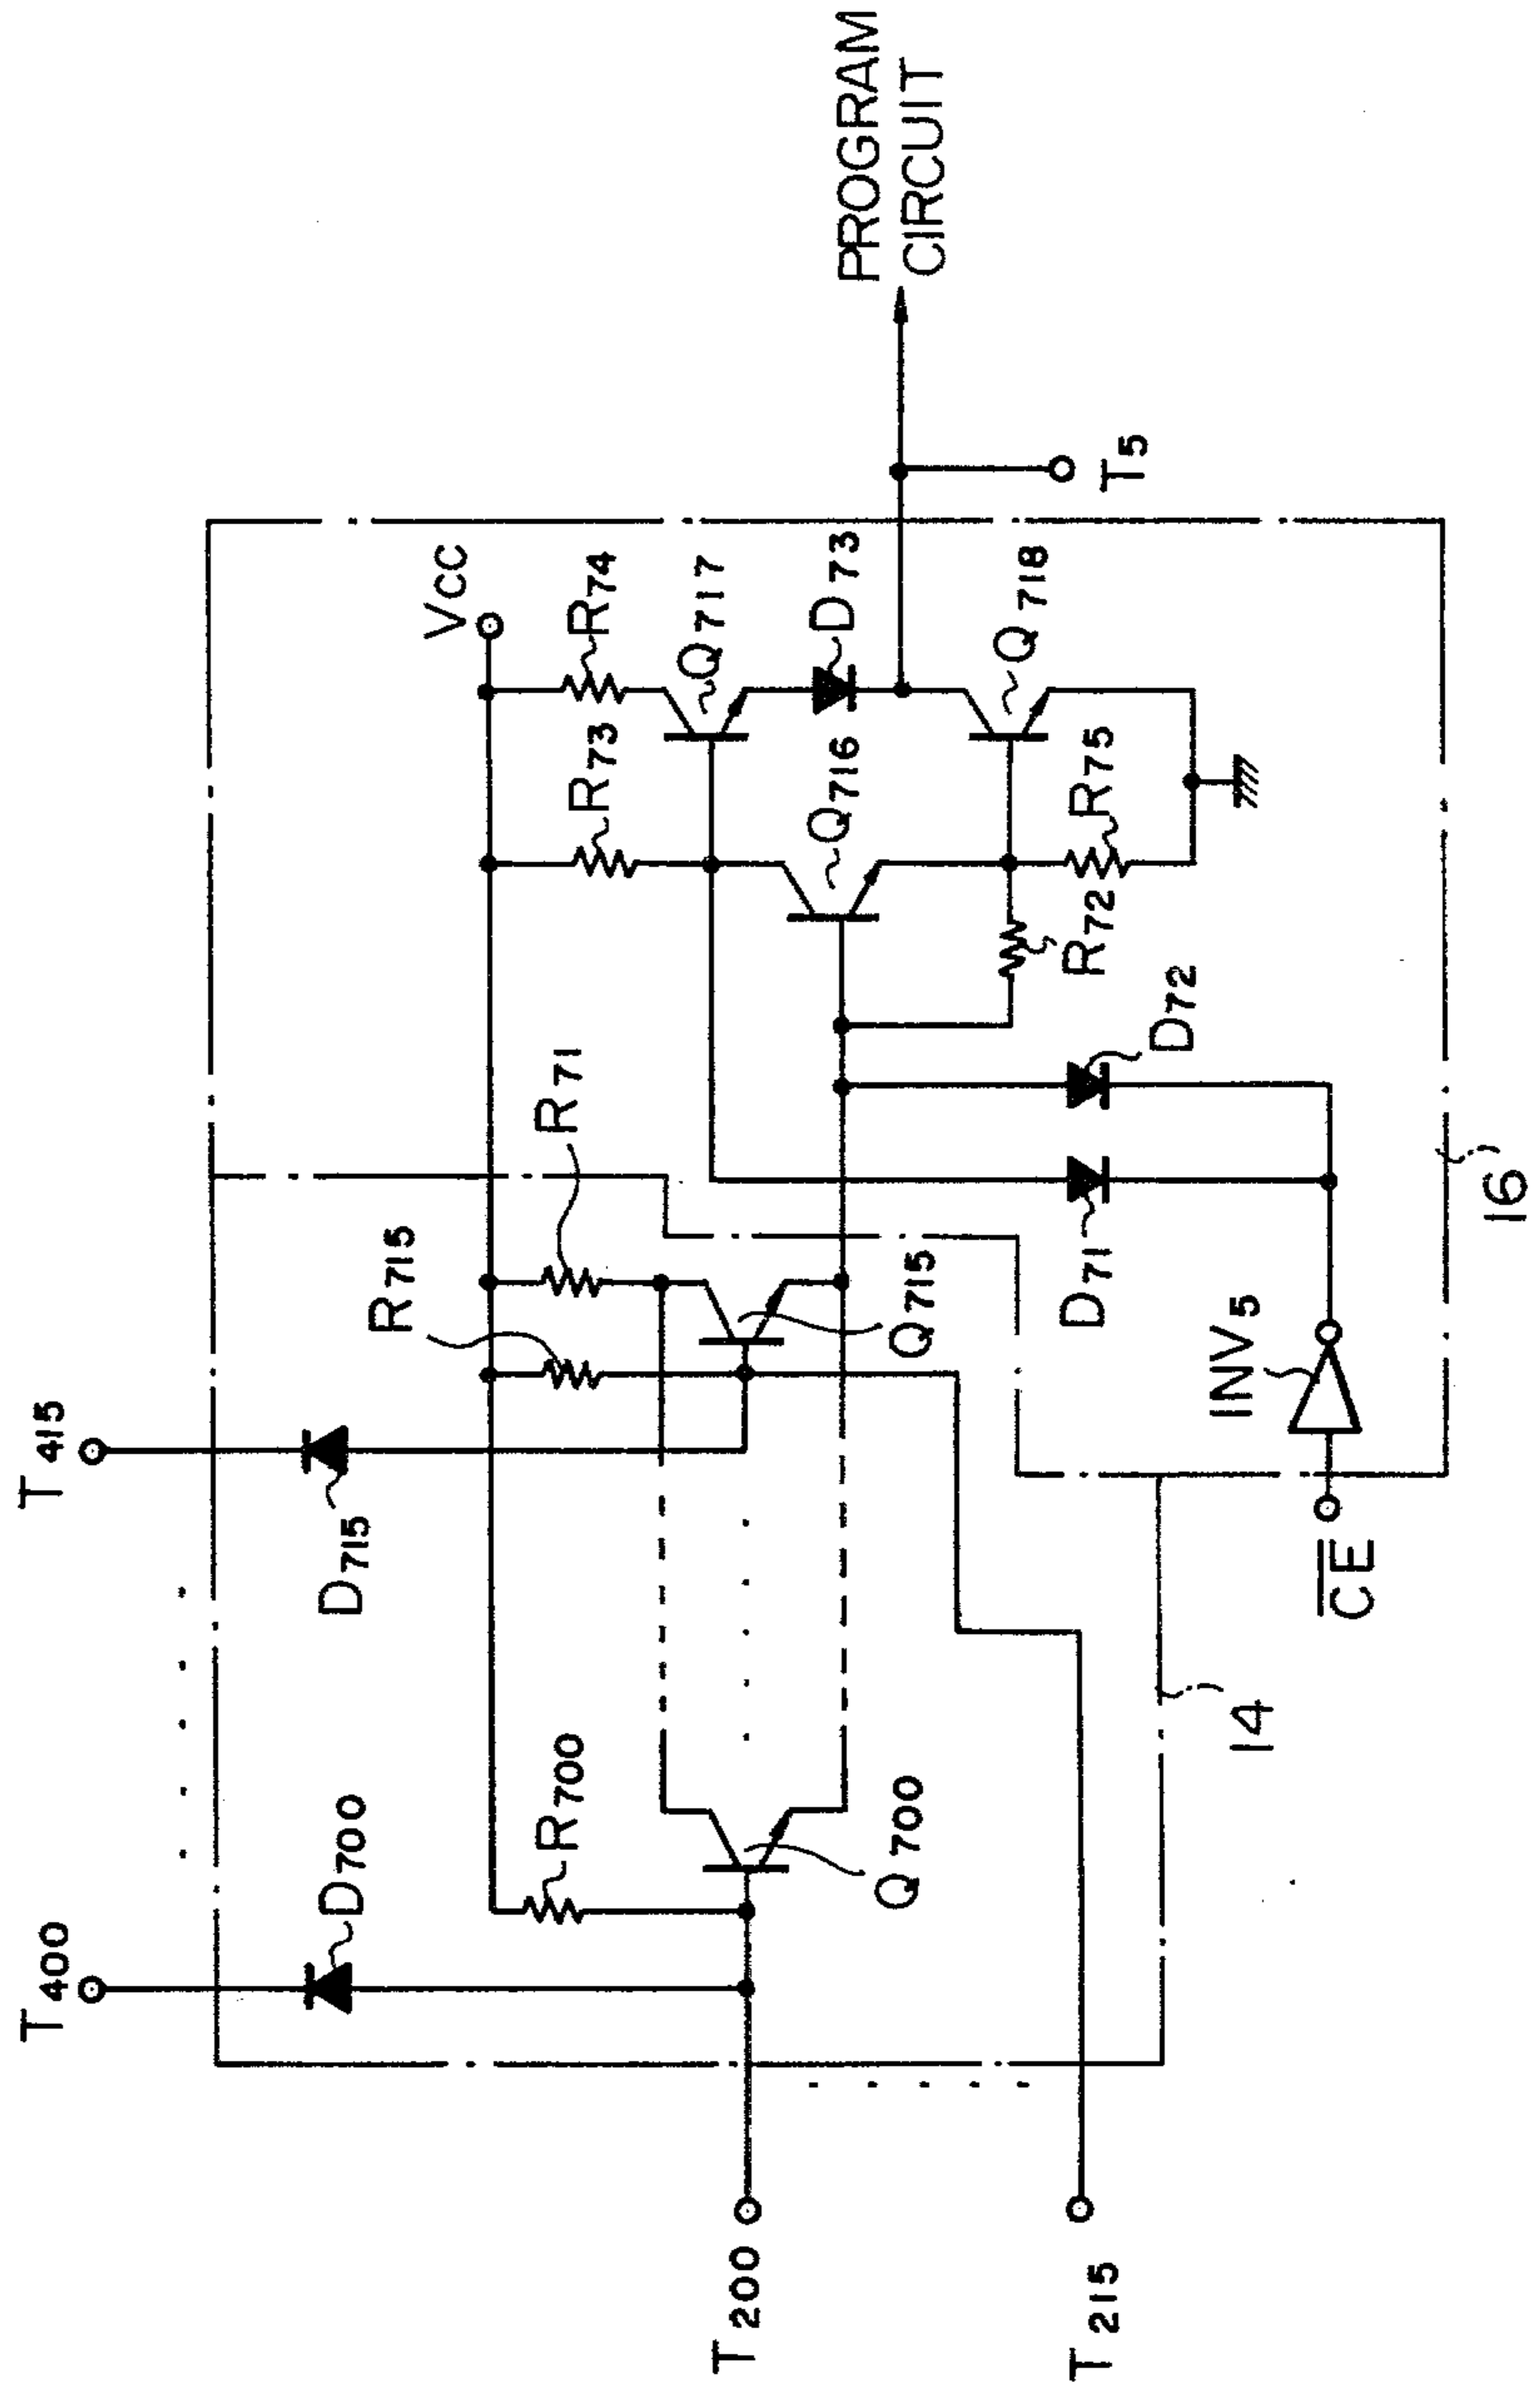 T400
T415
D700
D715
R715
VCC
R700
R71
R73
R74
Q717
T200
Q700
Q715
Q716
D73
PROGRAM
CIRCUIT
Q718
T215
D71
D72
R72
R75
T5
14
INV5
CE
16